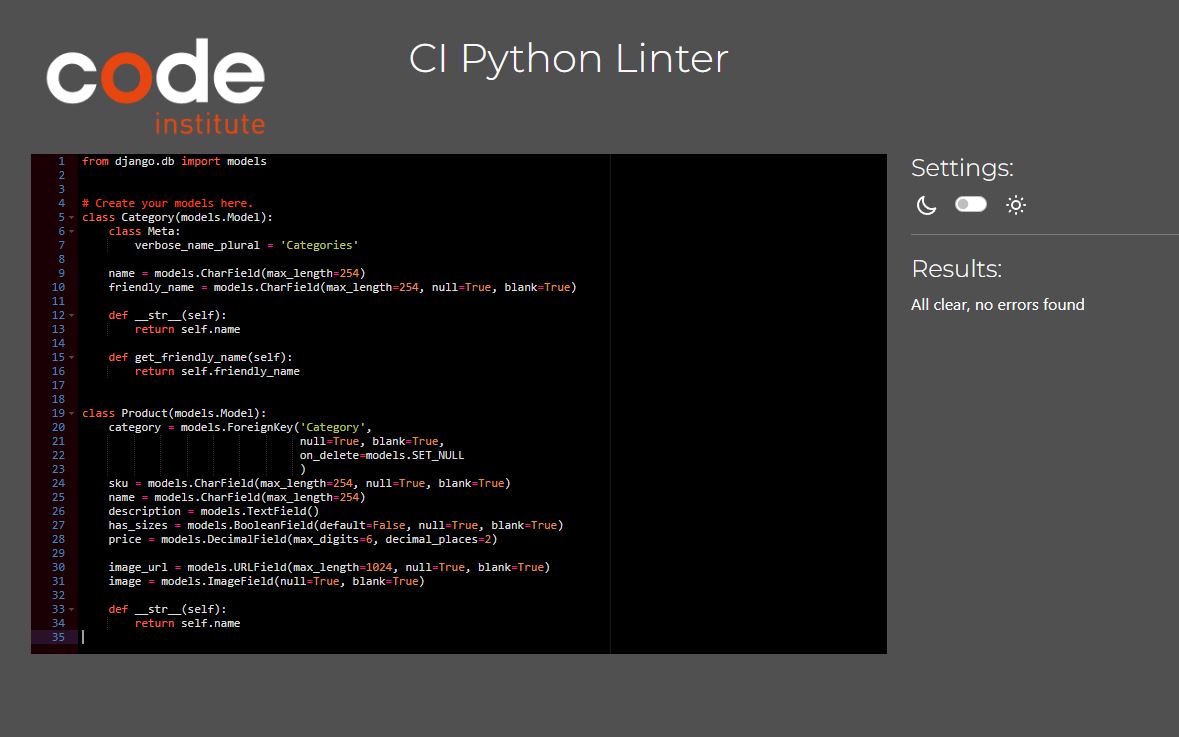 code
institute
CI Python Linter
1 from django.db import models
2
3
4 # Create your models here.
5 class Category(models.Model):
6     class Meta:
7         verbose_name_plural = 'Categories'
8
9     name = models.CharField(max_length=254)
10     friendly_name = models.CharField(max_length=254, null=True, blank=True)
11
12     def __str__(self):
13         return self.name
14
15     def get_friendly_name(self):
16         return self.friendly_name
17
18
19 class Product(models.Model):
20     category = models.ForeignKey('Category',
21                                  null=True, blank=True,
22                                  on_delete=models.SET_NULL
23                                  )
24     sku = models.CharField(max_length=254, null=True, blank=True)
25     name = models.CharField(max_length=254)
26     description = models.TextField()
27     has_sizes = models.BooleanField(default=False, null=True, blank=True)
28     price = models.DecimalField(max_digits=6, decimal_places=2)
29
30     image_url = models.URLField(max_length=1024, null=True, blank=True)
31     image = models.ImageField(null=True, blank=True)
32
33     def __str__(self):
34         return self.name
35
Settings:
Results:
All clear, no errors found